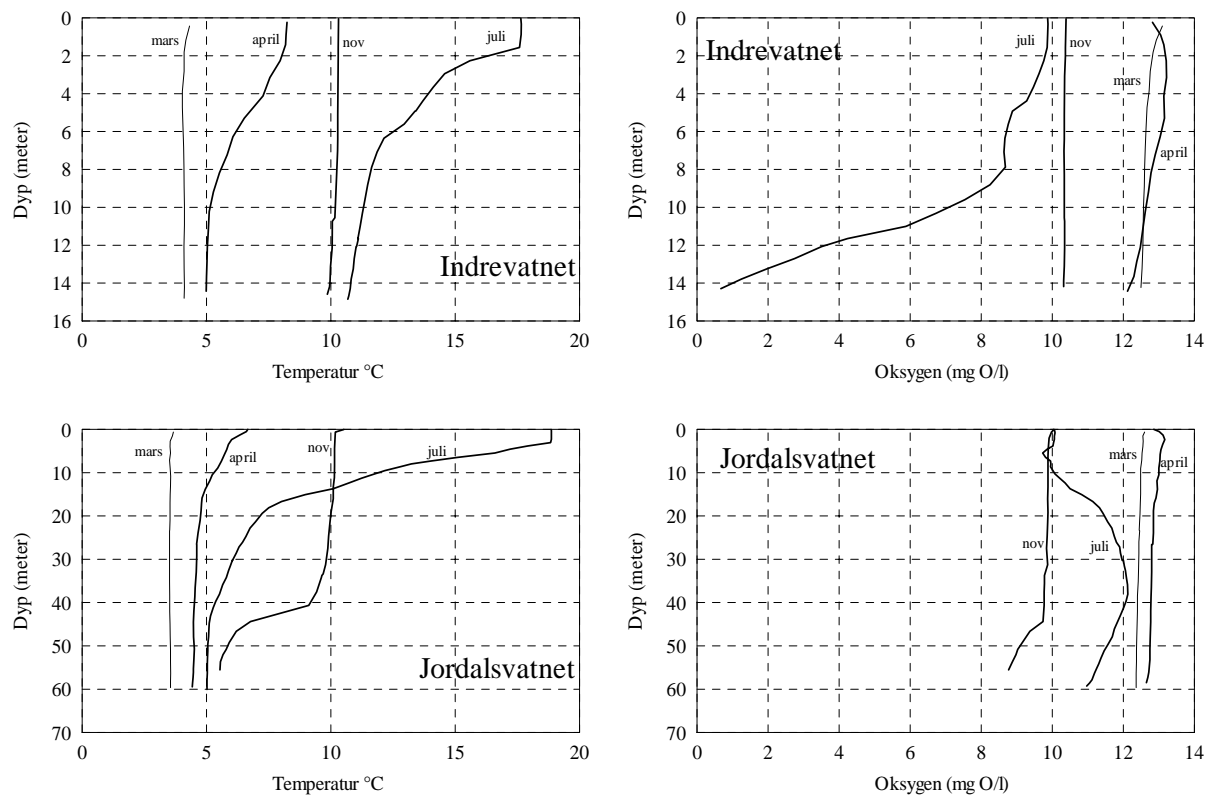 0
2
4
6
8
10
12
14
16
Dyp (meter)
mars
april
nov
juli
Indrevatnet
0 5 10 15 20
Temperatur °C
0
2
4
6
8
10
12
14
16
Dyp (meter)
Indrevatnet
juli
nov
mars
april
0 2 4 6 8 10 12 14
Oksygen (mg O/l)
0
10
20
30
40
50
60
70
Dyp (meter)
mars
april
nov
juli
Jordalsvatnet
0 5 10 15 20
Temperatur °C
0
10
20
30
40
50
60
70
Dyp (meter)
Jordalsvatnet
mars
april
nov
juli
0 2 4 6 8 10 12 14
Oksygen (mg O/l)